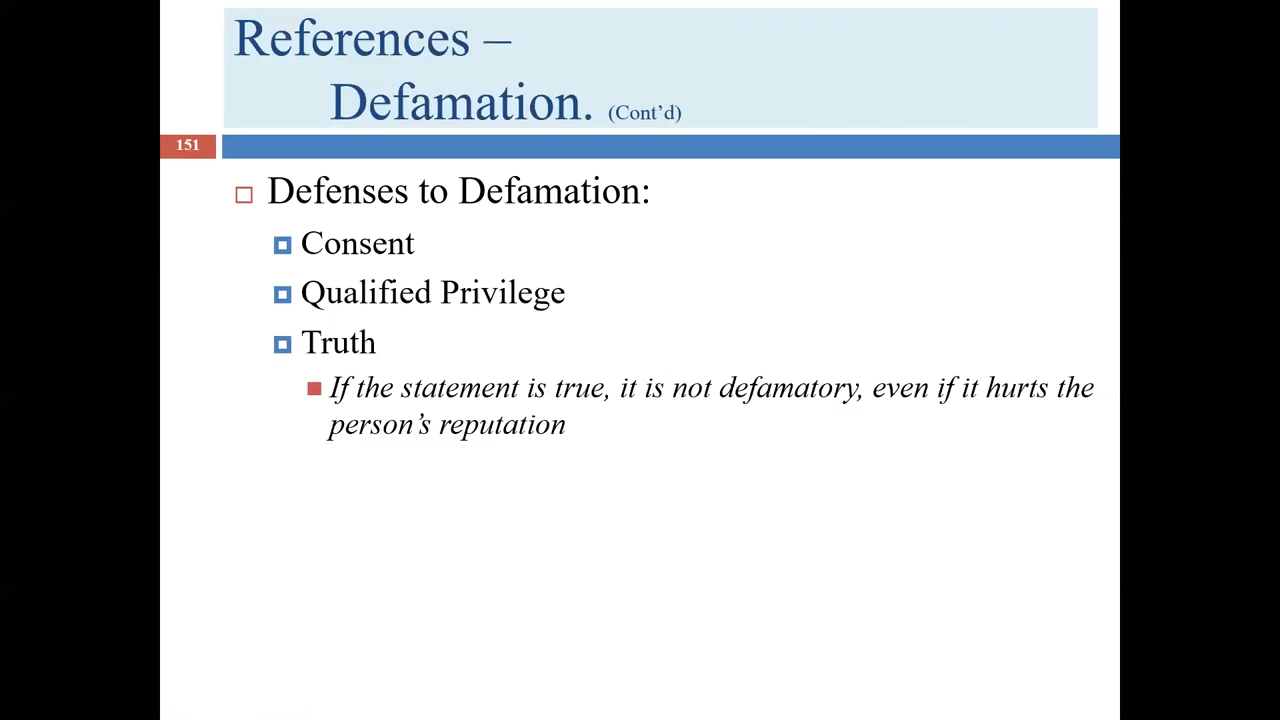 References –
Defamation. (Cont’d)
151
Defenses to Defamation:
Consent
Qualified Privilege
Truth
If the statement is true, it is not defamatory, even if it hurts the
person’s reputation